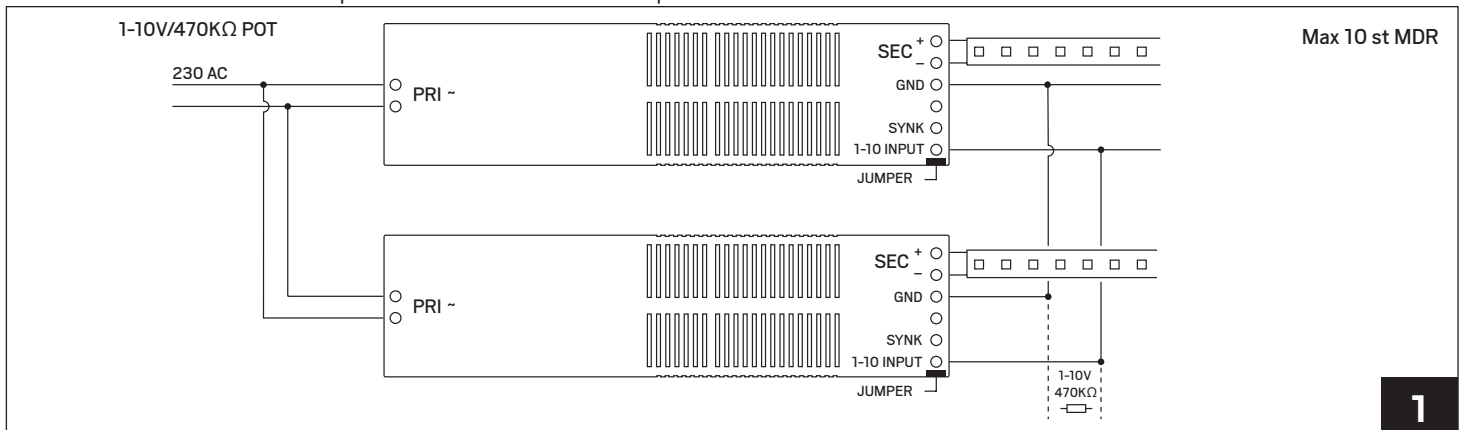 1-10V/470KΩ POT
Max 10 st MDR
230 AC
PRI ~
SEC + –
GND
SYNK
1-10 INPUT
JUMPER
PRI ~
SEC + –
GND
SYNK
1-10 INPUT
JUMPER
1-10V
470KΩ
1